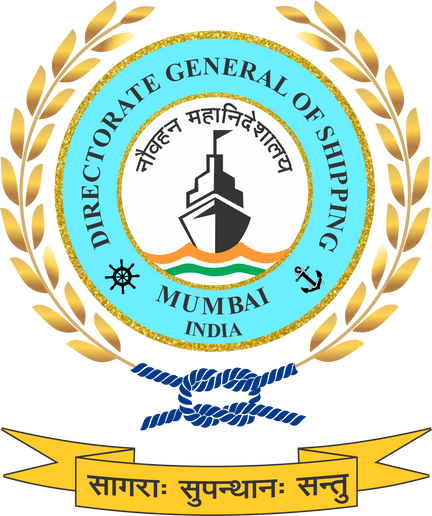 DIRECTORATE GENERAL OF SHIPPING
नौवहन महानिदेशालय
MUMBAI
INDIA
सागराः सुपन्थानः सन्तु